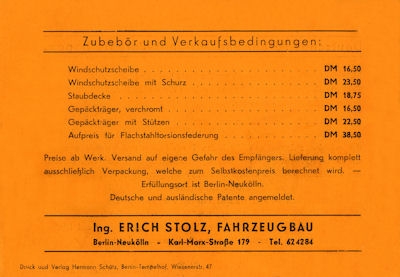 Zubebör und Verkaufsbedingungen:
Windschutzscheibe . . . . . . . . . . . . . . . . . . . . DM 16,50
Windschutzscheibe mit Schurz . . . . . . . . . . . . . . DM 23,50
Staubdecke . . . . . . . . . . . . . . . . . . . . . . . DM 18,75
Gepäckträger, verchromt . . . . . . . . . . . . . . . . . DM 16,50
Gepäckträger mit Stützen . . . . . . . . . . . . . . . . DM 22,50
Aufpreis für Flachstahltorsionsfederung . . . . . . . . . DM 38,50
Preise ab Werk. Versand auf eigene Gefahr des Empfängers. Lieferung komplett
ausschließlich Verpackung, welche zum Selbstkostenpreis berechnet wird. —
Erfüllungsort ist Berlin-Neukölln.
Deutsche und ausländische Patente angemeldet.
Ing. ERICH STOLZ, FAHRZEUGBAU
Berlin-Neukölln - Karl-Marx-Straße 179 - Tel. 624284
Druck und Verlag Hermann Schütz, Berlin-Tempelhof, Wiesenerstr. 47